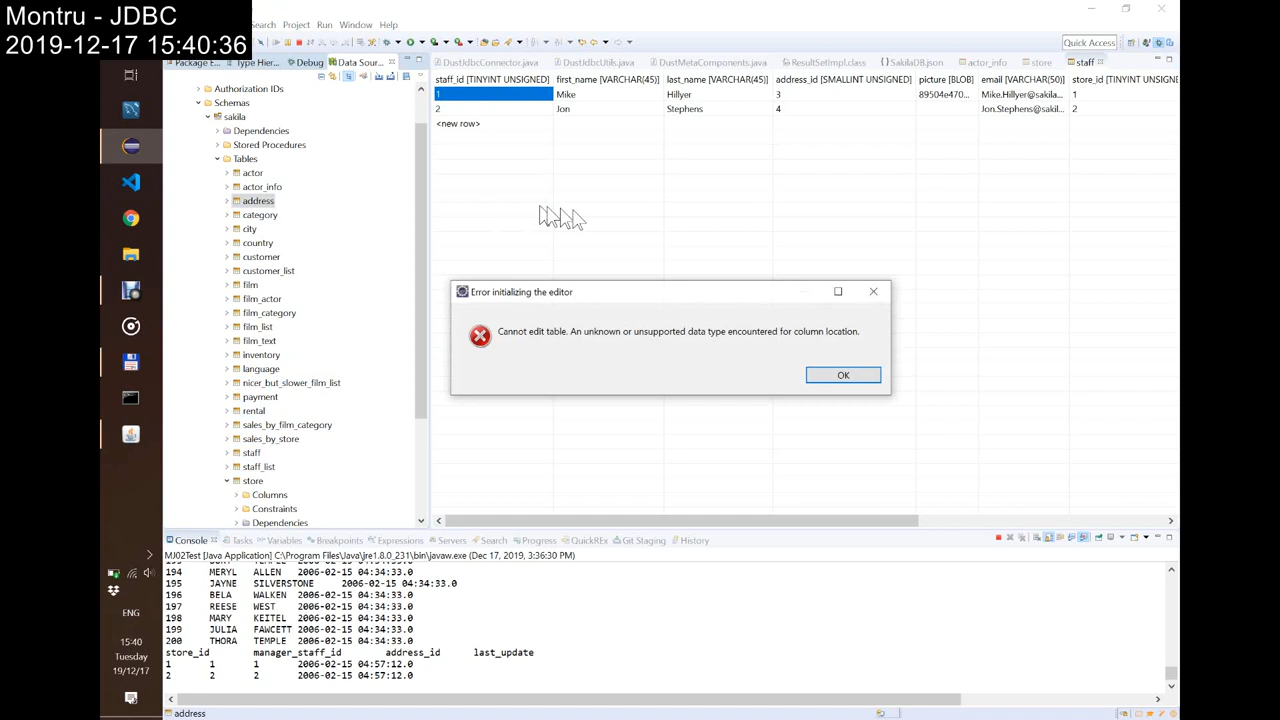 Montru - JDBC
2019-12-17 15:40:36
Search Project Run Window Help
Quick Access
Package E... Type Hier... Debug Data Sour...
DustJdbcConnector.java DustJdbcUtils.java DustMetaComponents.java ResultSetImpl.class SakilaDB.json actor_info store staff
Authorization IDs
Schemas
sakila
Dependencies
Stored Procedures
Tables
actor
actor_info
address
category
city
country
customer
customer_list
film
film_actor
film_category
film_list
film_text
inventory
language
nicer_but_slower_film_list
payment
rental
sales_by_film_category
sales_by_store
staff
staff_list
store
Columns
Constraints
Dependencies
staff_id [TINYINT UNSIGNED] first_name [VARCHAR(45)] last_name [VARCHAR(45)] address_id [SMALLINT UNSIGNED] picture [BLOB] email [VARCHAR(50)] store_id [TINYINT UNSIGNE
1 Mike Hillyer 3 89504e470... Mike.Hillyer@sakila... 1
2 Jon Stephens 4 Jon.Stephens@sakil... 2
<new row>
Error initializing the editor
Cannot edit table. An unknown or unsupported data type encountered for column location.
OK
Console Tasks Variables Breakpoints Expressions Servers Search Progress QuickREx Git Staging History
MJ02Test [Java Application] C:\Program Files\Java\jre1.8.0_231\bin\javaw.exe (Dec 17, 2019, 3:36:30 PM)
194 MERYL ALLEN 2006-02-15 04:34:33.0
195 JAYNE SILVERSTONE 2006-02-15 04:34:33.0
196 BELA WALKEN 2006-02-15 04:34:33.0
197 REESE WEST 2006-02-15 04:34:33.0
198 MARY KEITEL 2006-02-15 04:34:33.0
199 JULIA FAWCETT 2006-02-15 04:34:33.0
200 THORA TEMPLE 2006-02-15 04:34:33.0
store_id manager_staff_id address_id last_update
1 1 1 2006-02-15 04:57:12.0
2 2 2 2006-02-15 04:57:12.0
address
ENG
15:40
Tuesday
19/12/17